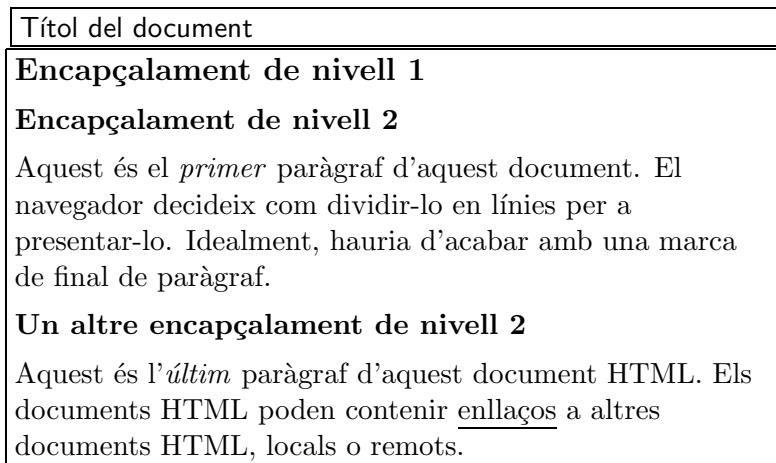 Títol del document
Encapçalament de nivell 1
Encapçalament de nivell 2
Aquest és el primer paràgraf d'aquest document. El
navegador decideix com dividir-lo en línies per a
presentar-lo. Idealment, hauria d'acabar amb una marca
de final de paràgraf.
Un altre encapçalament de nivell 2
Aquest és l'últim paràgraf d'aquest document HTML. Els
documents HTML poden contenir enllaços a altres
documents HTML, locals o remots.